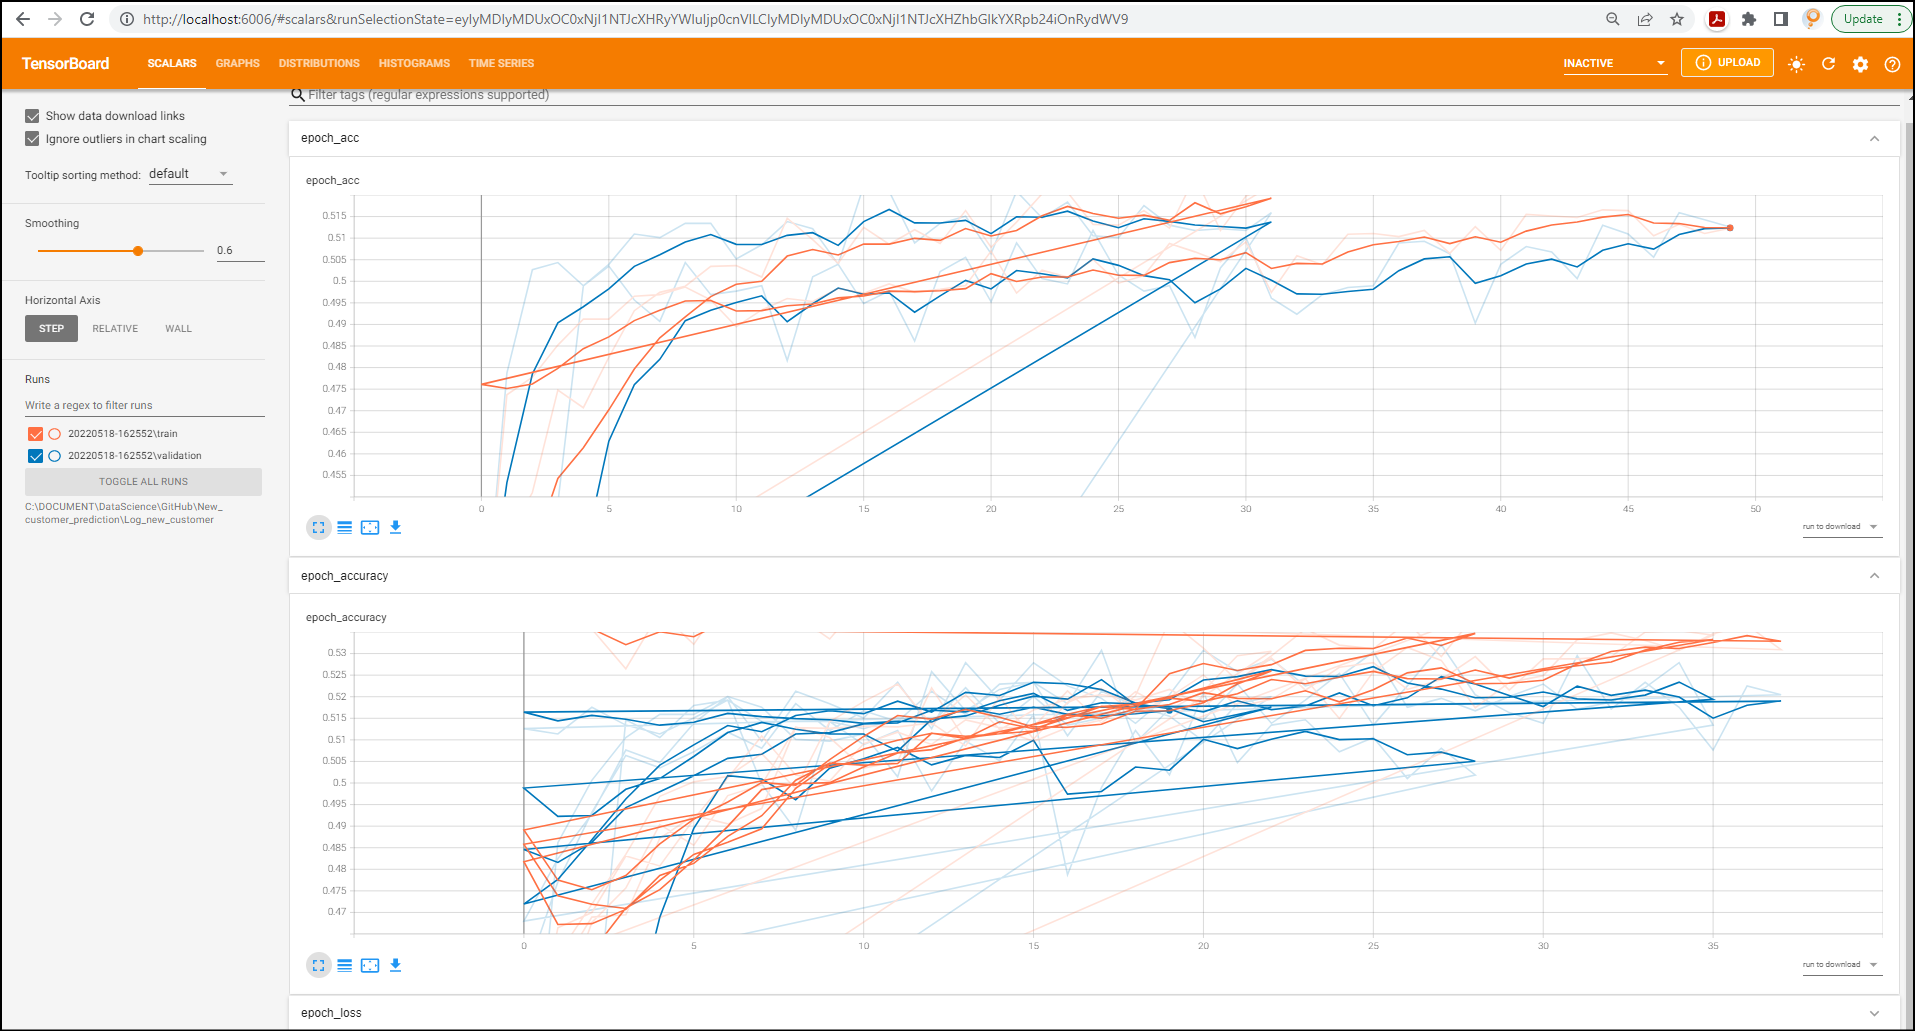 http://localhost:6006/#scalars&runSelectionState=eyIyMDIyMDUxOC0xNjI1NTJcXHRyYWluIjp0cnVlLCIyMDIyMDUxOC0xNjI1NTJcXHZhbGlkYXRpb24iOnRydWV9
Update
TensorBoard
SCALARS GRAPHS DISTRIBUTIONS HISTOGRAMS TIME SERIES
INACTIVE
UPLOAD
Show data download links
Ignore outliers in chart scaling
Tooltip sorting method: default
Smoothing
0.6
Horizontal Axis
STEP RELATIVE WALL
Runs
Write a regex to filter runs
20220518-162552\train
20220518-162552\validation
TOGGLE ALL RUNS
C:\DOCUMENT\DataScience\GitHub\New_
customer_prediction\Log_new_customer
Filter tags (regular expressions supported)
epoch_acc
epoch_acc
0.515
0.51
0.505
0.5
0.495
0.49
0.485
0.48
0.475
0.47
0.465
0.46
0.455
0 5 10 15 20 25 30 35 40 45 50
run to download
epoch_accuracy
epoch_accuracy
0.53
0.525
0.52
0.515
0.51
0.505
0.5
0.495
0.49
0.485
0.48
0.475
0.47
0 5 10 15 20 25 30 35
run to download
epoch_loss